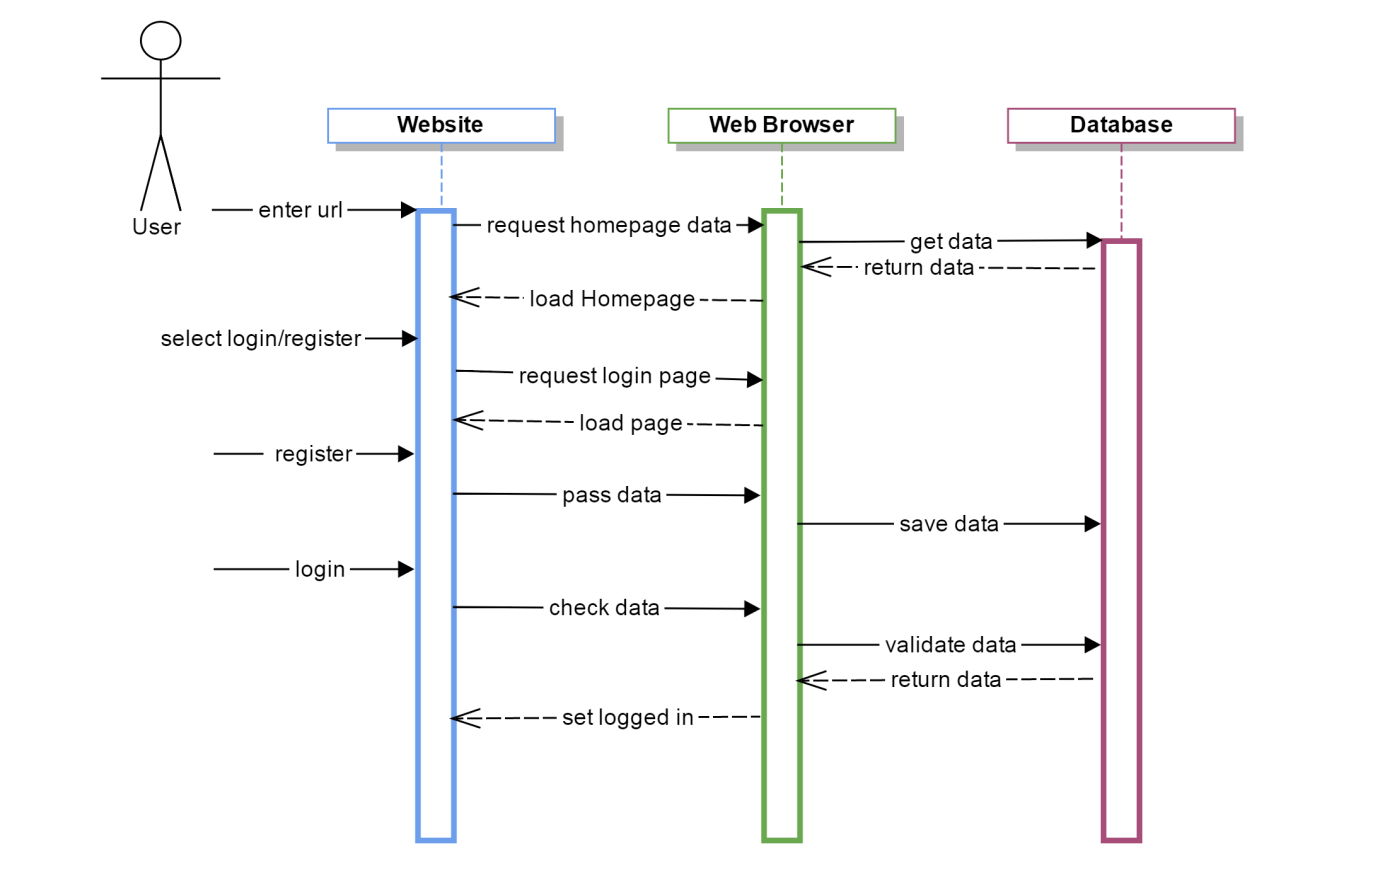 Website
Web Browser
Database
User
enter url
request homepage data
get data
return data
load Homepage
select login/register
request login page
load page
register
pass data
save data
login
check data
validate data
return data
set logged in